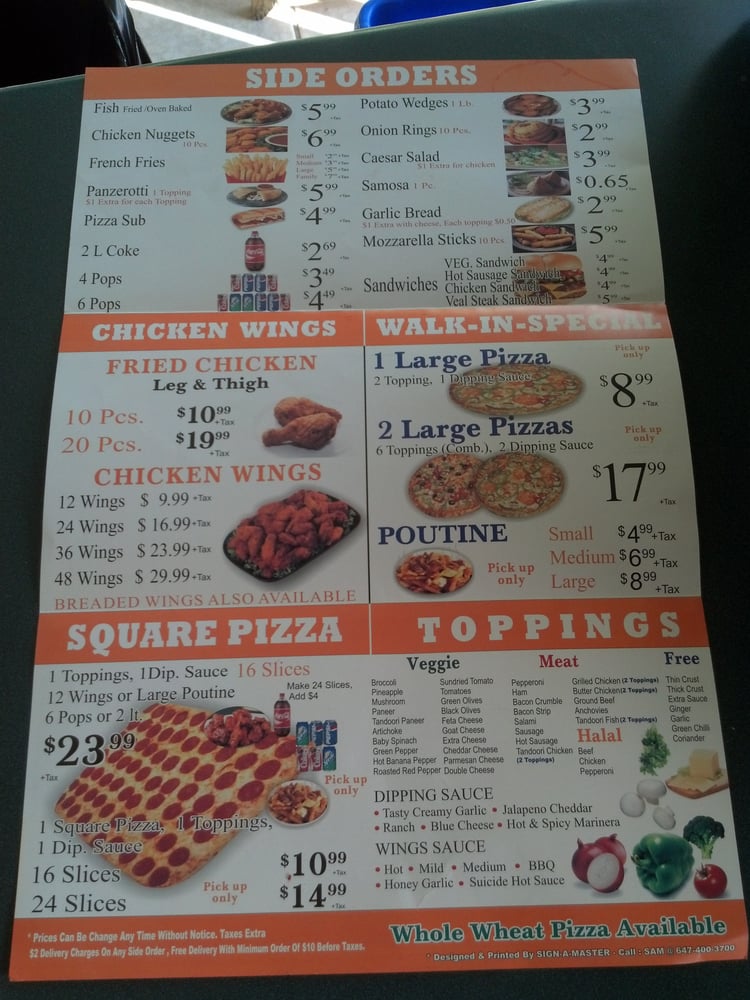 SIDE ORDERS
Fish Fried /Oven Baked $5.99 +Tax
Chicken Nuggets $6.99 +Tax
10 Pcs.
French Fries
Small
Medium
Large
Family
Panzerotti 1 Topping $5.99 +Tax
$1 Extra for each Topping
Pizza Sub $4.99 +Tax
2 L Coke $2.69 +Tax
4 Pops $3.49 +Tax
6 Pops $4.49 +Tax
Potato Wedges 1 Lb. $3.99 +Tax
Onion Rings 10 Pcs. $2.99 +Tax
Caesar Salad $3.99 +Tax
$1 Extra for chicken
Samosa 1 Pc. $0.65 +Tax
Garlic Bread $2.99 +Tax
$1 Extra with cheese, Each topping $0.50
Mozzarella Sticks 10 Pcs. $5.99 +Tax
Sandwiches
VEG. Sandwich $4.99 +Tax
Hot Sausage Sandwich $4.99 +Tax
Chicken Sandwich $4.99 +Tax
Veal Steak Sandwich $5.99 +Tax
CHICKEN WINGS
FRIED CHICKEN
Leg & Thigh
10 Pcs. $10.99 +Tax
20 Pcs. $19.99 +Tax
CHICKEN WINGS
12 Wings $ 9.99 +Tax
24 Wings $ 16.99 +Tax
36 Wings $ 23.99 +Tax
48 Wings $ 29.99 +Tax
BREADED WINGS ALSO AVAILABLE
WALK-IN-SPECIAL
1 Large Pizza
Pick up only
2 Topping, 1 Dipping Sauce
$8.99 +Tax
2 Large Pizzas
Pick up only
6 Toppings (Comb.), 2 Dipping Sauce
$17.99 +Tax
POUTINE
Pick up only
Small $4.99 +Tax
Medium $6.99 +Tax
Large $8.99 +Tax
SQUARE PIZZA
1 Toppings, 1Dip. Sauce 16 Slices
12 Wings or Large Poutine
6 Pops or 2 lt.
Make 24 Slices,
Add $4
$23.99
+Tax
Pick up only
1 Square Pizza, 1 Toppings,
1 Dip. Sauce
16 Slices $10.99 +Tax
24 Slices $14.99 +Tax
Pick up only
TOPPINGS
Veggie
Broccoli
Pineapple
Mushroom
Paneer
Tandoori Paneer
Artichoke
Baby Spinach
Green Pepper
Hot Banana Pepper
Roasted Red Pepper
Sundried Tomato
Tomatoes
Green Olives
Black Olives
Feta Cheese
Goat Cheese
Extra Cheese
Cheddar Cheese
Parmesan Cheese
Double Cheese
Meat
Pepperoni
Ham
Bacon Crumble
Bacon Strip
Salami
Sausage
Hot Sausage
Tandoori Chicken
(2 Toppings)
Grilled Chicken (2 Toppings)
Butter Chicken(2 Toppings)
Ground Beef
Anchovies
Tandoori Fish (2 Toppings)
Halal
Beef
Chicken
Pepperoni
Free
Thin Crust
Thick Crust
Extra Sauce
Ginger
Garlic
Green Chilli
Coriander
DIPPING SAUCE
• Tasty Creamy Garlic • Jalapeno Cheddar
• Ranch • Blue Cheese • Hot & Spicy Marinera
WINGS SAUCE
• Hot • Mild • Medium • BBQ
• Honey Garlic • Suicide Hot Sauce
* Prices Can Be Change Any Time Without Notice. Taxes Extra
$2 Delivery Charges On Any Side Order , Free Delivery With Minimum Order Of $10 Before Taxes.
Whole Wheat Pizza Available
* Designed & Printed By SIGN-A-MASTER - Call : SAM @ 647-400-3700